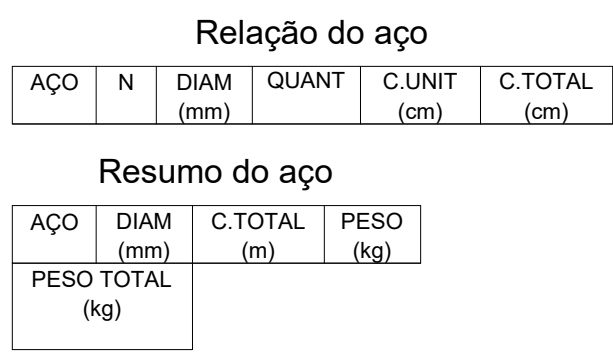 Relação do aço
AÇO N DIAM QUANT C.UNIT C.TOTAL
(mm) (cm) (cm)
Resumo do aço
AÇO DIAM C.TOTAL PESO
(mm) (m) (kg)
PESO TOTAL
(kg)